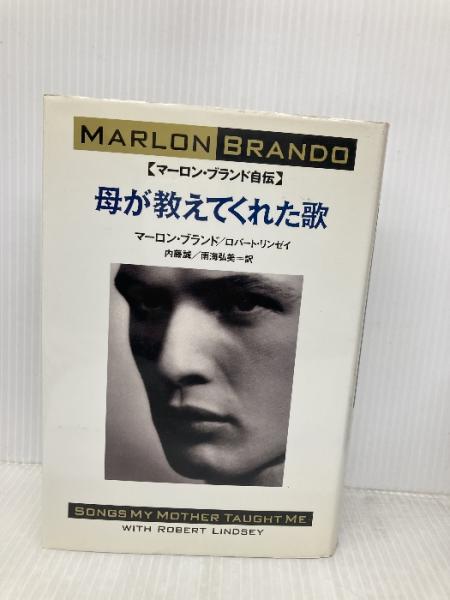 MARLON BRANDO
【マーロン・ブランド自伝】
母が教えてくれた歌
マーロン・ブランド/ロバート・リンゼイ
内藤誠/雨海弘美=訳
SONGS MY MOTHER TAUGHT ME
WITH ROBERT LINDSEY